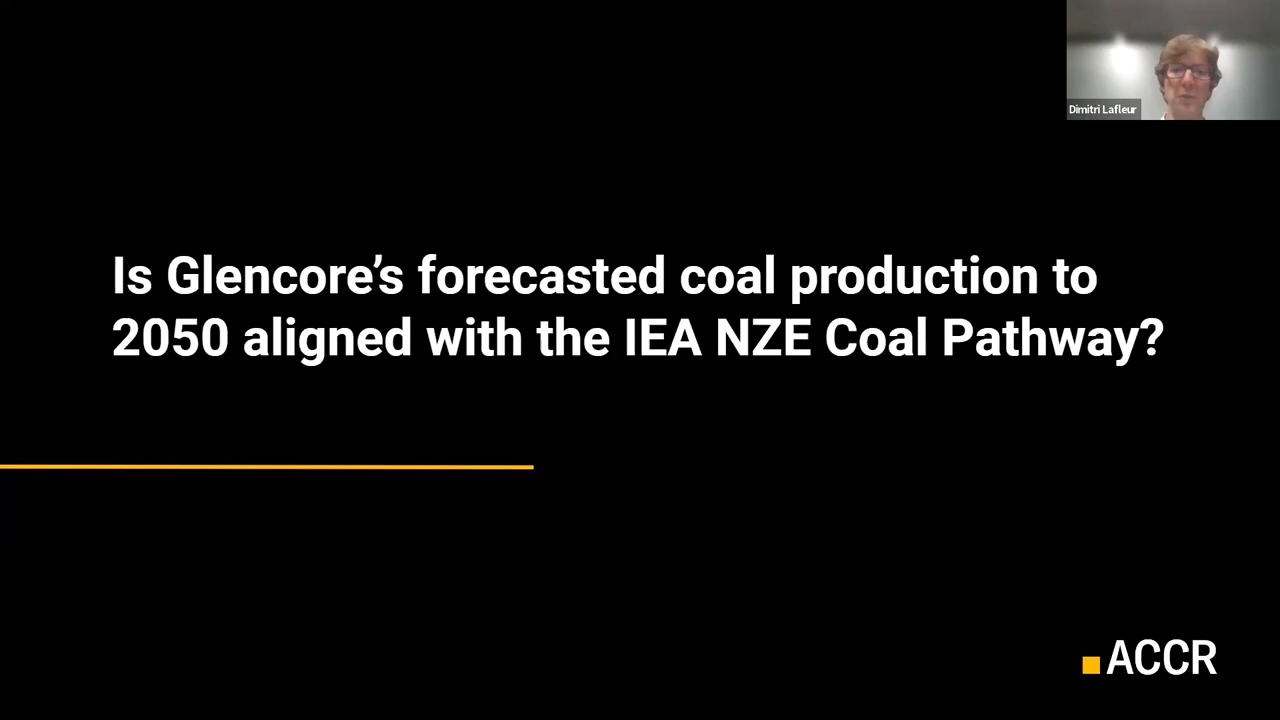 Dimitri Lafleur
Is Glencore’s forecasted coal production to
2050 aligned with the IEA NZE Coal Pathway?
ACCR